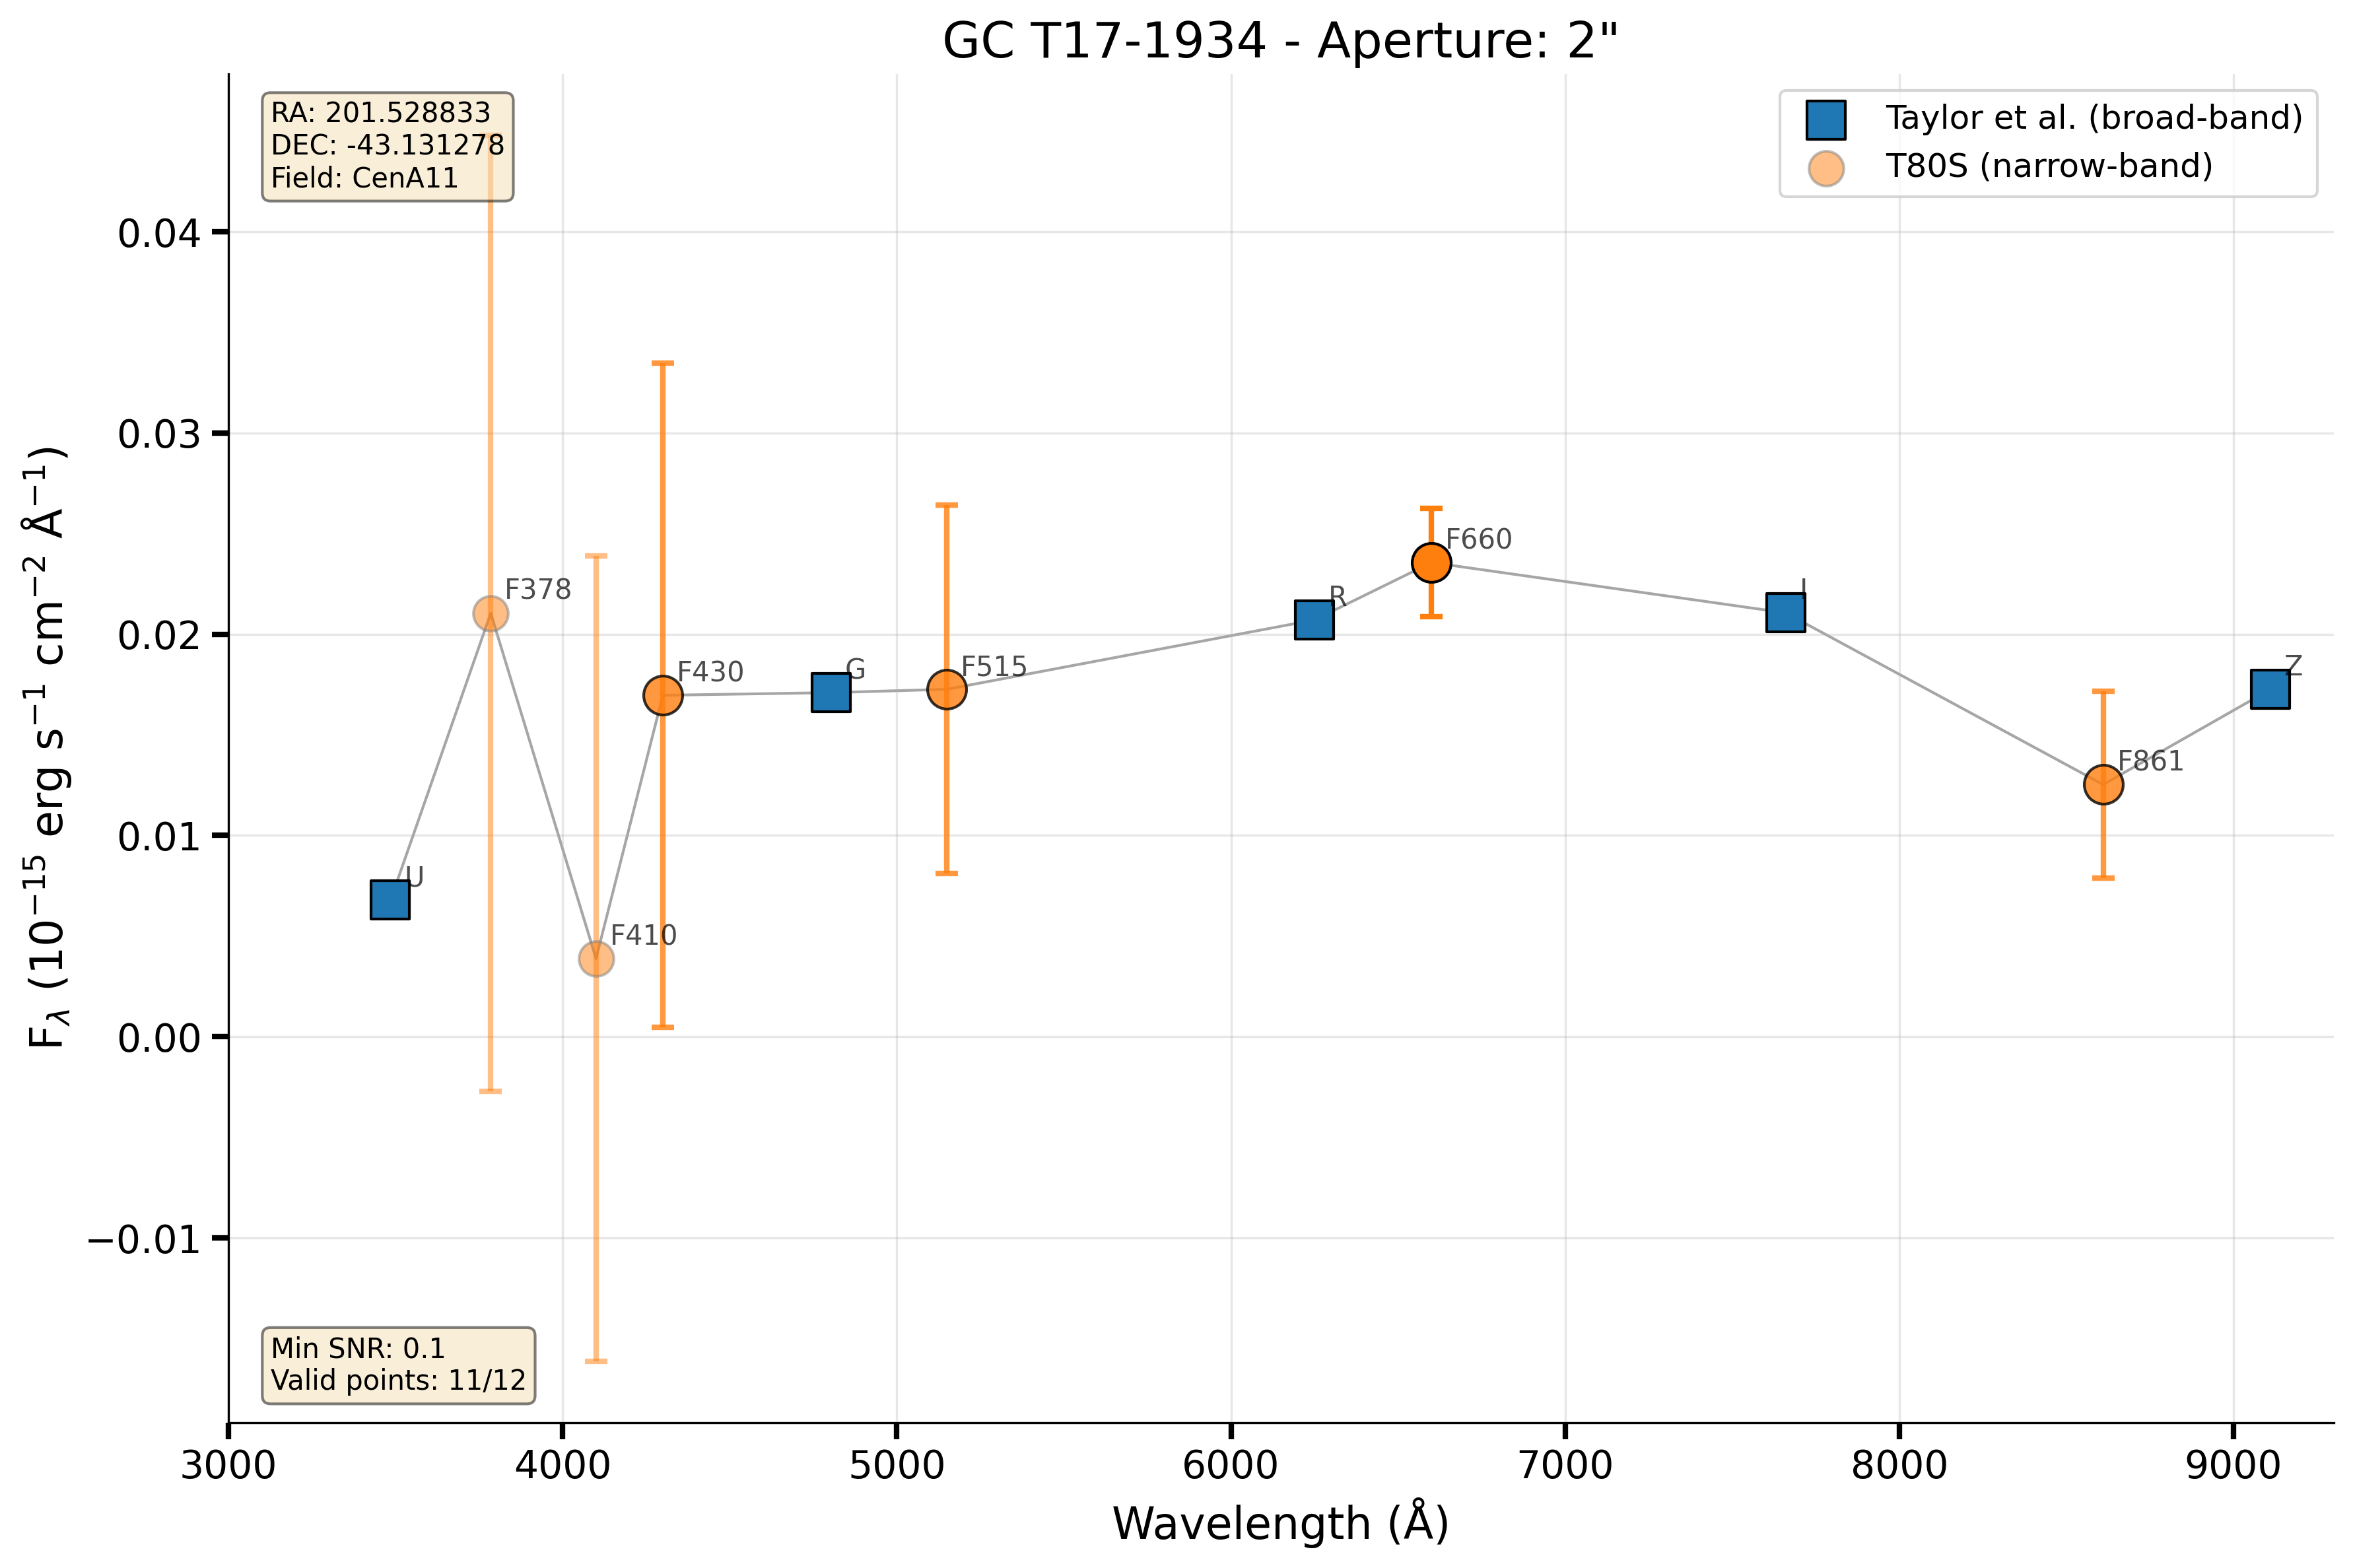 GC T17-1934 - Aperture: 2"
RA: 201.528833
DEC: -43.131278
Field: CenA11
Taylor et al. (broad-band)
T80S (narrow-band)
0.04
0.03
0.02
0.01
0.00
−0.01
F_λ (10⁻¹⁵ erg s⁻¹ cm⁻² Å⁻¹)
U
F378
F410
F430
G
F515
R
F660
I
F861
Z
Min SNR: 0.1
Valid points: 11/12
3000 4000 5000 6000 7000 8000 9000
Wavelength (Å)